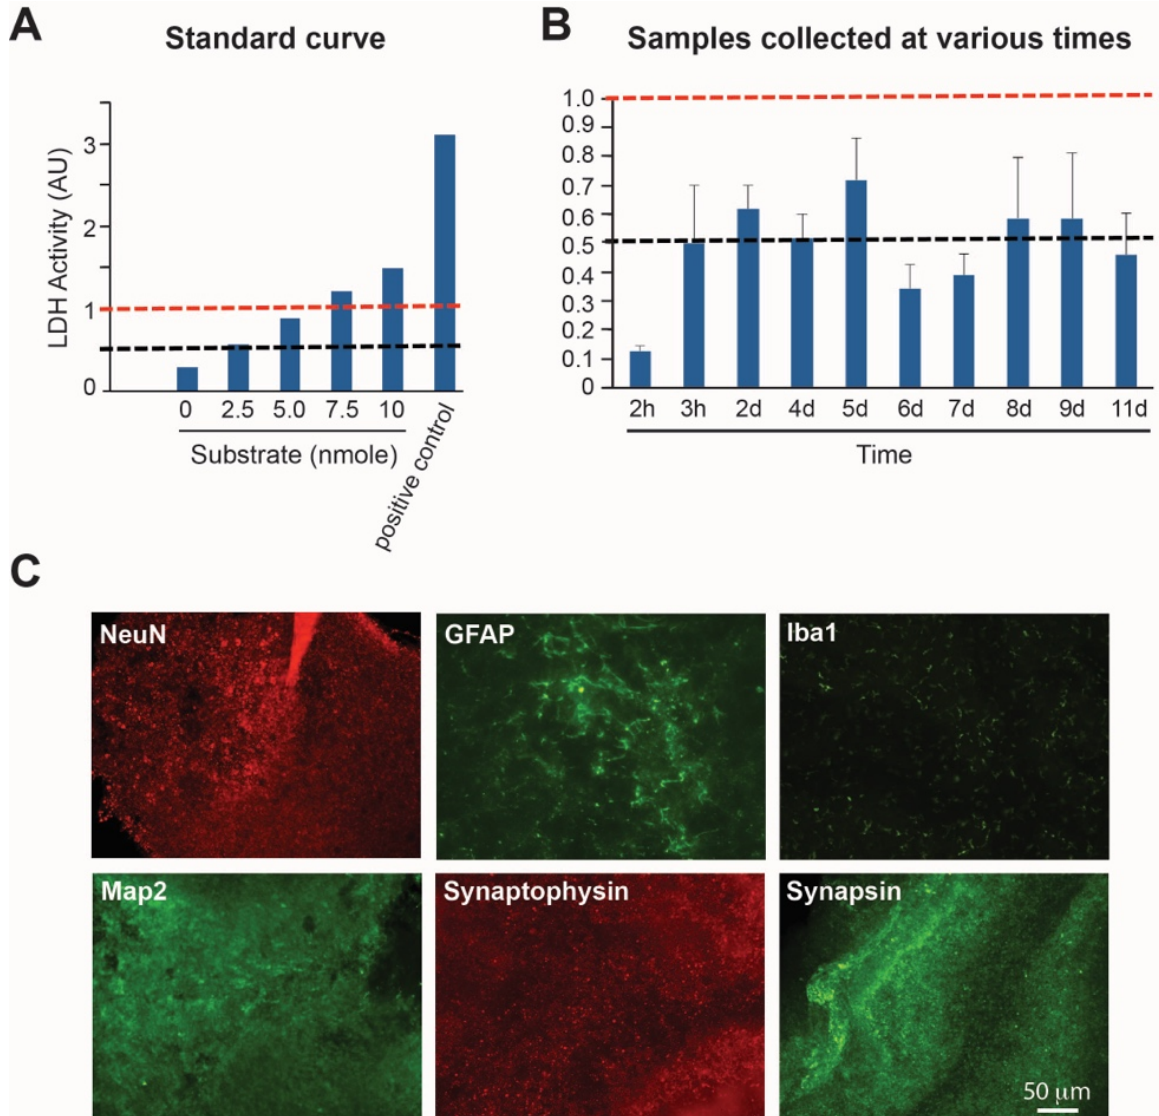 A
Standard curve
LDH Activity (AU)
3
2
1
0
0 2.5 5.0 7.5 10
positive control
Substrate (nmole)
B
Samples collected at various times
1.0
0.9
0.8
0.7
0.6
0.5
0.4
0.3
0.2
0.1
0
2h 3h 2d 4d 5d 6d 7d 8d 9d 11d
Time
C
NeuN
GFAP
Iba1
Map2
Synaptophysin
Synapsin
50 μm